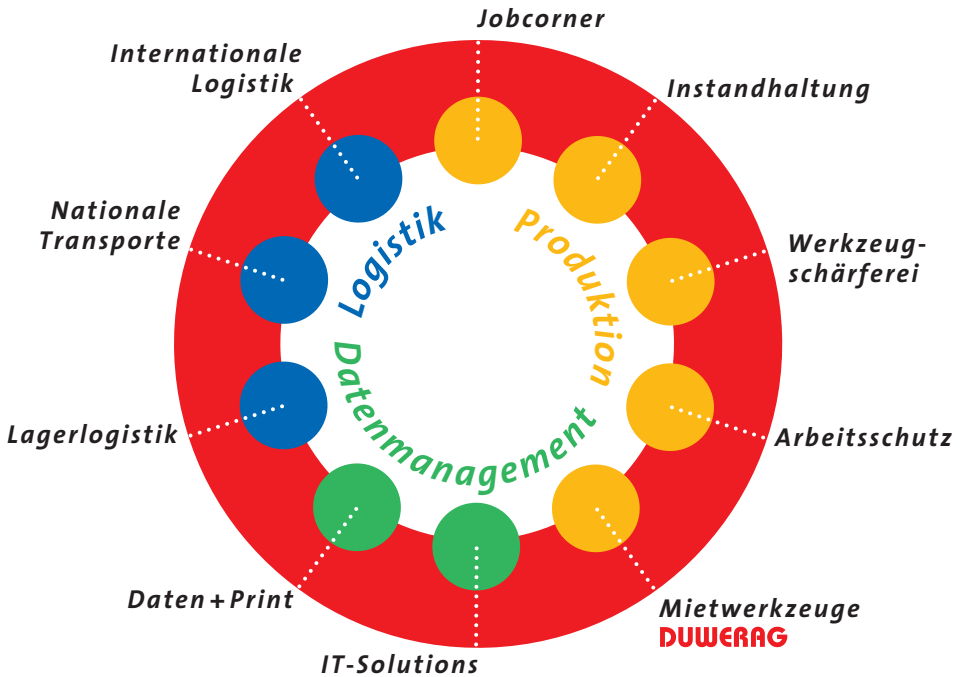 Jobcorner
Internationale
Logistik
Instandhaltung
Nationale
Transporte
Werkzeug-
schärferei
Logistik
Produktion
Datenmanagement
Lagerlogistik
Arbeitsschutz
Daten+Print
Mietwerkzeuge
DUWERAG
IT-Solutions